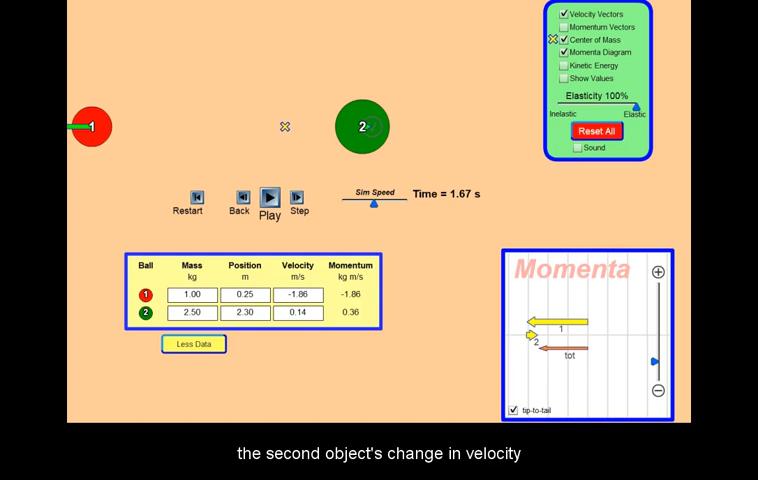 Velocity Vectors
Momentum Vectors
Center of Mass
Momenta Diagram
Kinetic Energy
Show Values
Elasticity 100%
Inelastic Elastic
Reset All
Sound
1
2
Restart Back Play Step
Sim Speed
Time = 1.67 s
Ball Mass Position Velocity Momentum
kg m m/s kg m/s
1 1.00 0.25 -1.86 -1.86
2 2.50 2.30 0.14 0.36
Less Data
Momenta
1
2
tot
tip-to-tail
the second object's change in velocity